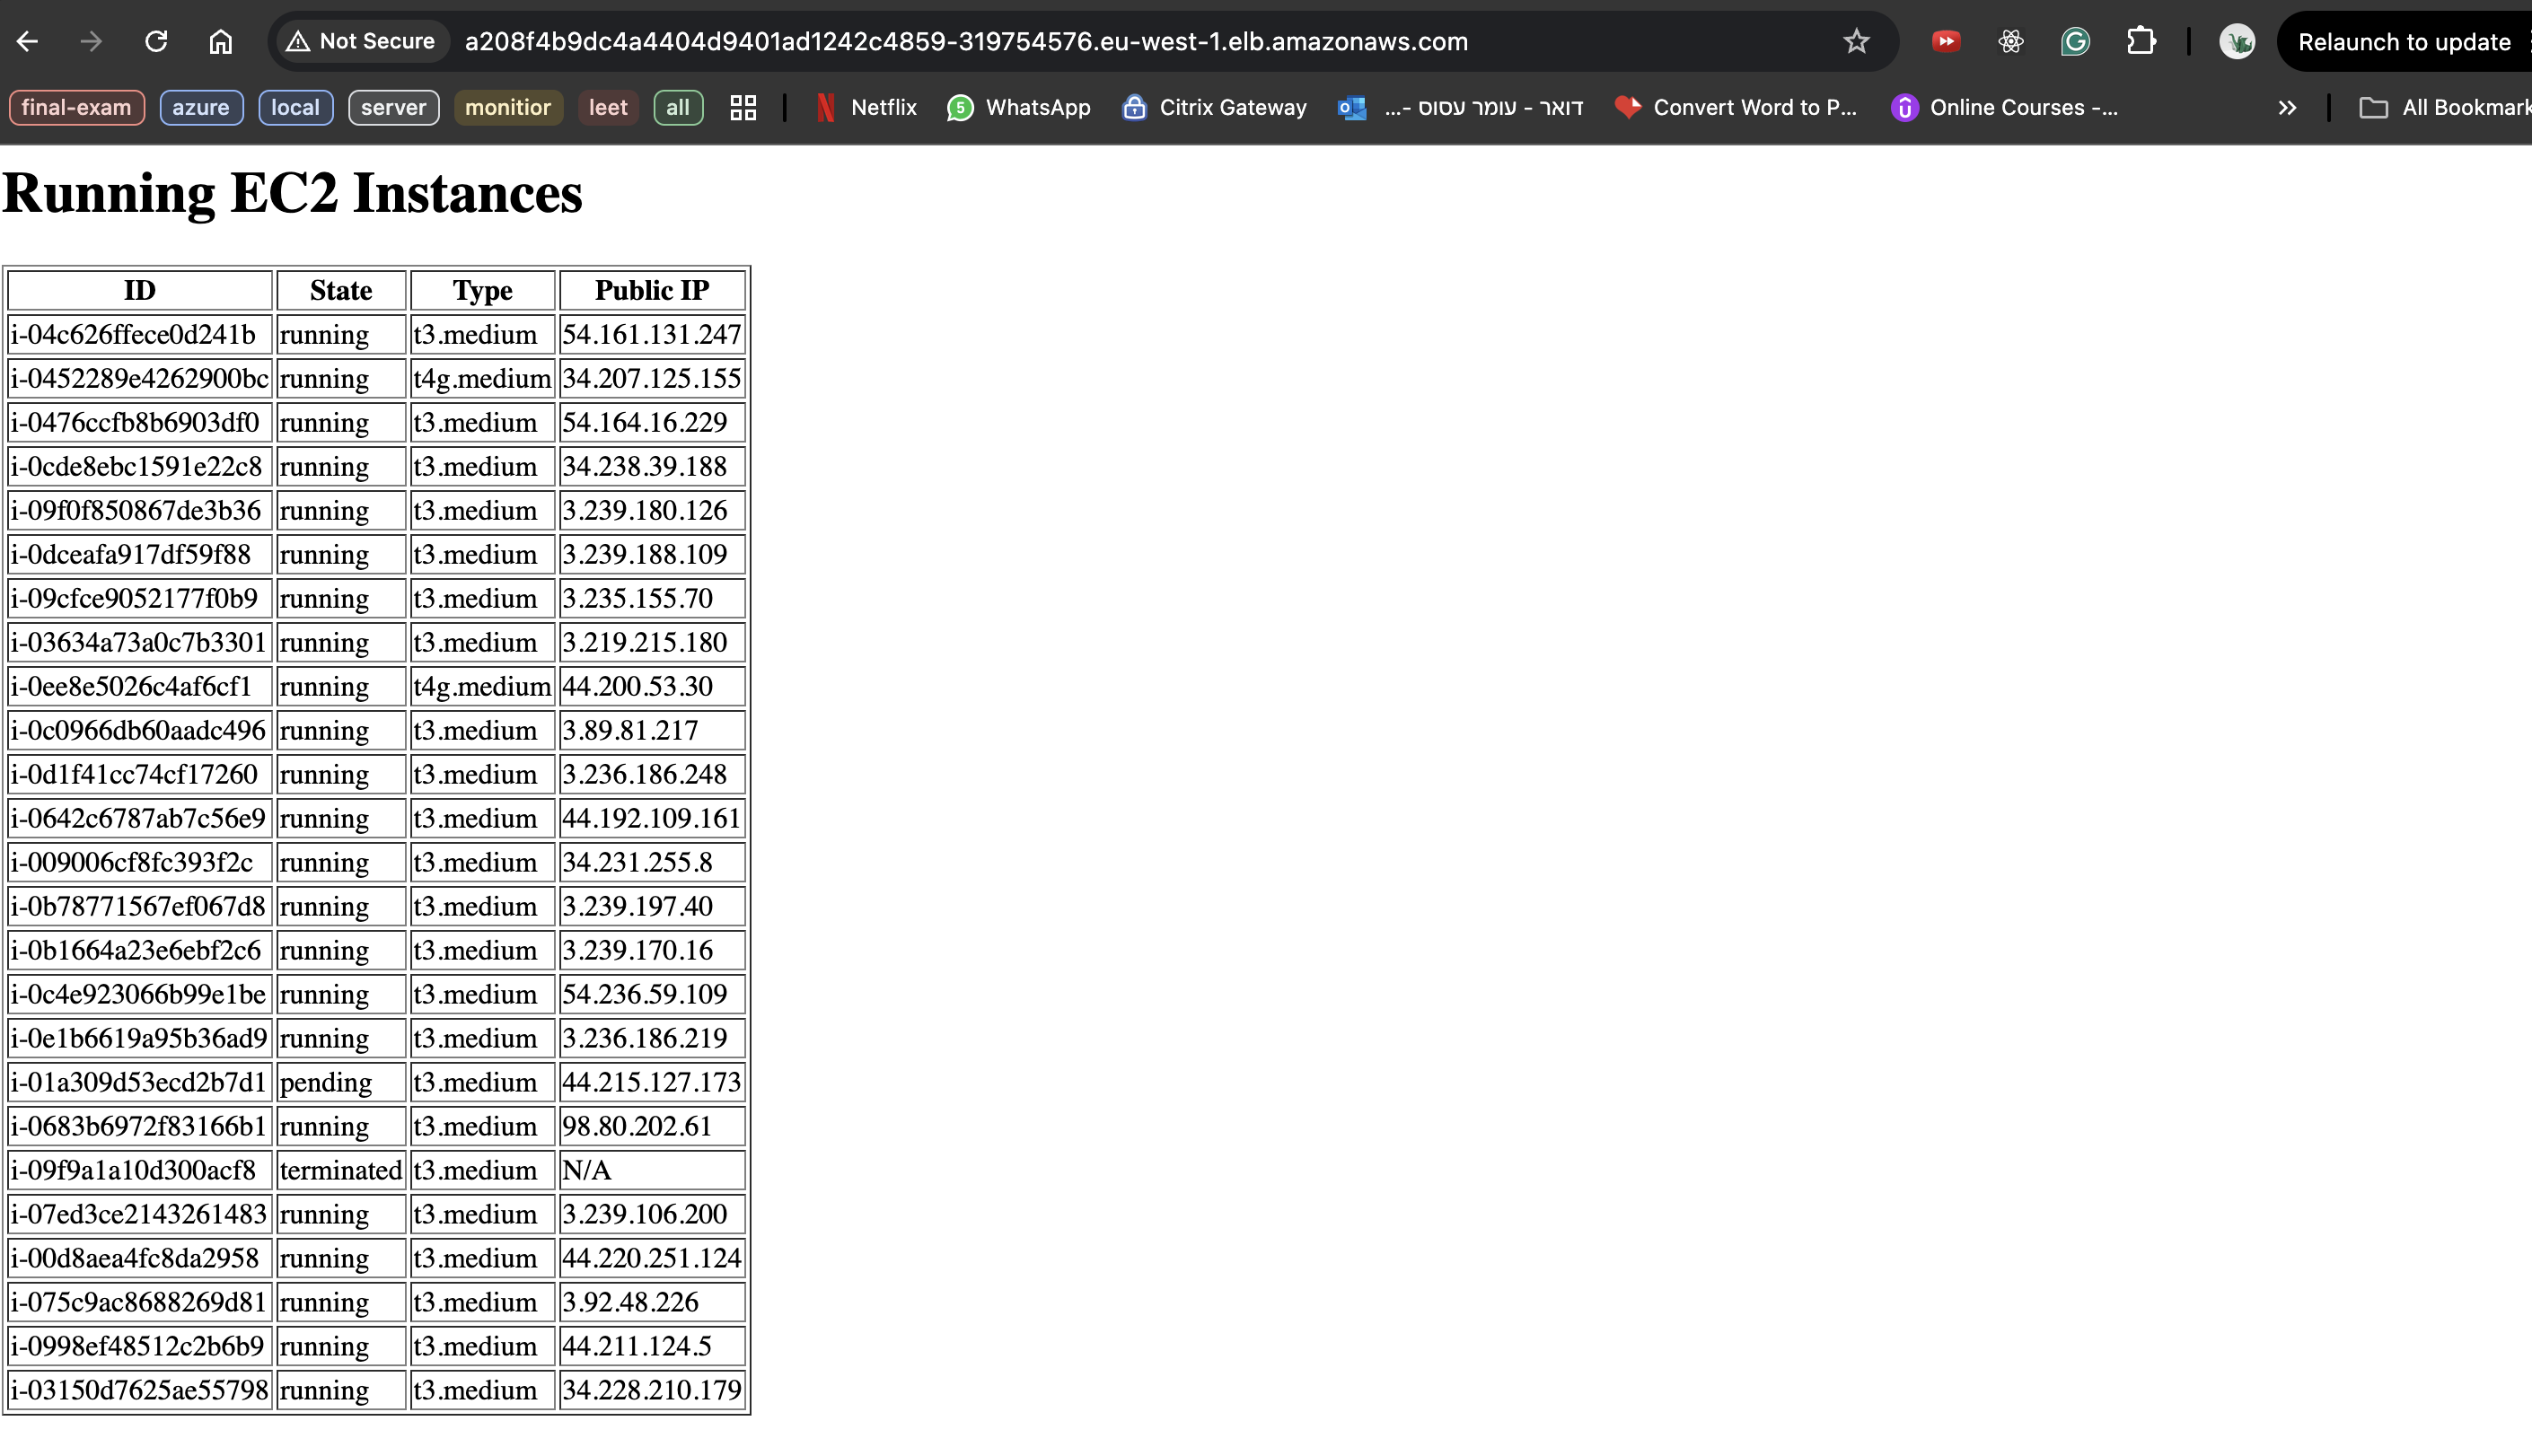 Not Secure a208f4b9dc4a4404d9401ad1242c4859-319754576.eu-west-1.elb.amazonaws.com Relaunch to update
final-exam azure local server monitior leet all Netflix 5 WhatsApp Citrix Gateway ...- דואר - עומר עסוס Convert Word to P... Online Courses -... » All Bookmark
Running EC2 Instances
ID State Type Public IP
i-04c626ffece0d241b running t3.medium 54.161.131.247
i-0452289e4262900bc running t4g.medium 34.207.125.155
i-0476ccfb8b6903df0 running t3.medium 54.164.16.229
i-0cde8ebc1591e22c8 running t3.medium 34.238.39.188
i-09f0f850867de3b36 running t3.medium 3.239.180.126
i-0dceafa917df59f88 running t3.medium 3.239.188.109
i-09cfce9052177f0b9 running t3.medium 3.235.155.70
i-03634a73a0c7b3301 running t3.medium 3.219.215.180
i-0ee8e5026c4af6cf1 running t4g.medium 44.200.53.30
i-0c0966db60aadc496 running t3.medium 3.89.81.217
i-0d1f41cc74cf17260 running t3.medium 3.236.186.248
i-0642c6787ab7c56e9 running t3.medium 44.192.109.161
i-009006cf8fc393f2c running t3.medium 34.231.255.8
i-0b78771567ef067d8 running t3.medium 3.239.197.40
i-0b1664a23e6ebf2c6 running t3.medium 3.239.170.16
i-0c4e923066b99e1be running t3.medium 54.236.59.109
i-0e1b6619a95b36ad9 running t3.medium 3.236.186.219
i-01a309d53ecd2b7d1 pending t3.medium 44.215.127.173
i-0683b6972f83166b1 running t3.medium 98.80.202.61
i-09f9a1a10d300acf8 terminated t3.medium N/A
i-07ed3ce2143261483 running t3.medium 3.239.106.200
i-00d8aea4fc8da2958 running t3.medium 44.220.251.124
i-075c9ac8688269d81 running t3.medium 3.92.48.226
i-0998ef48512c2b6b9 running t3.medium 44.211.124.5
i-03150d7625ae55798 running t3.medium 34.228.210.179